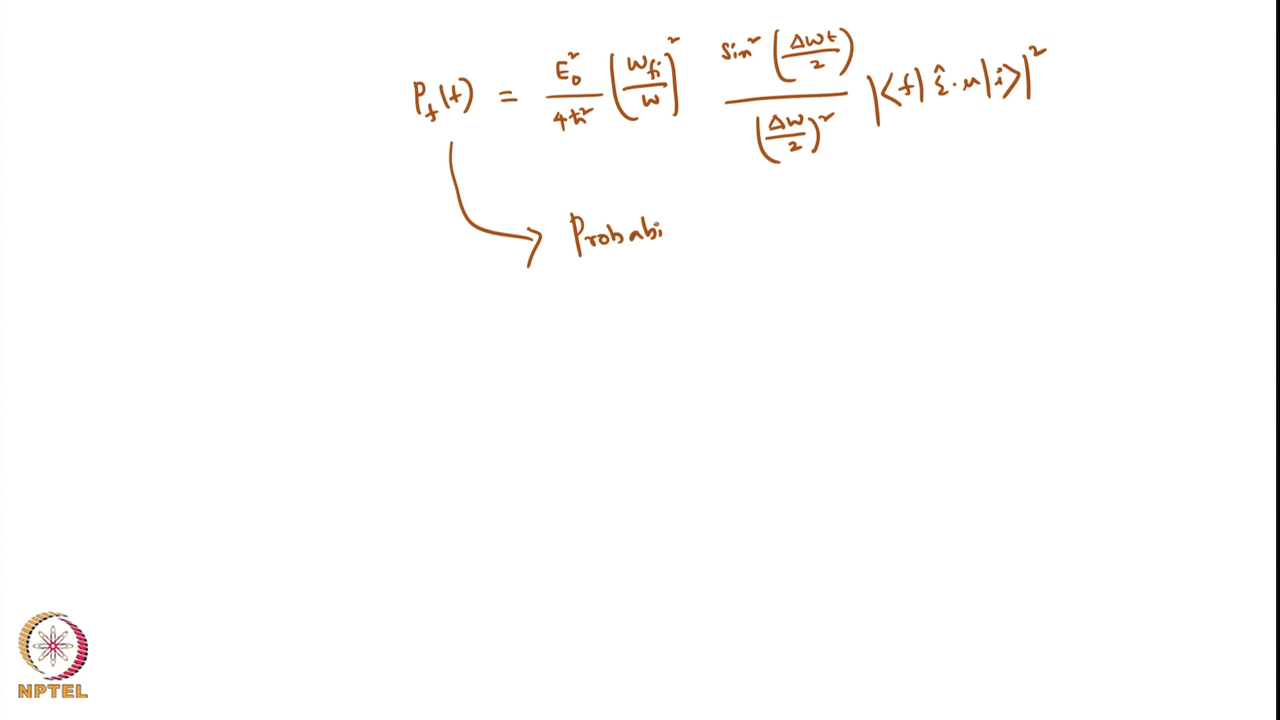 P_f(t) = E_0^2 / 4ħ^2 (ω_fi / ω)^2 sin^2(Δωt / 2) / (Δω / 2)^2 |<f| ε̂·μ |i>|^2
Probabi
NPTEL